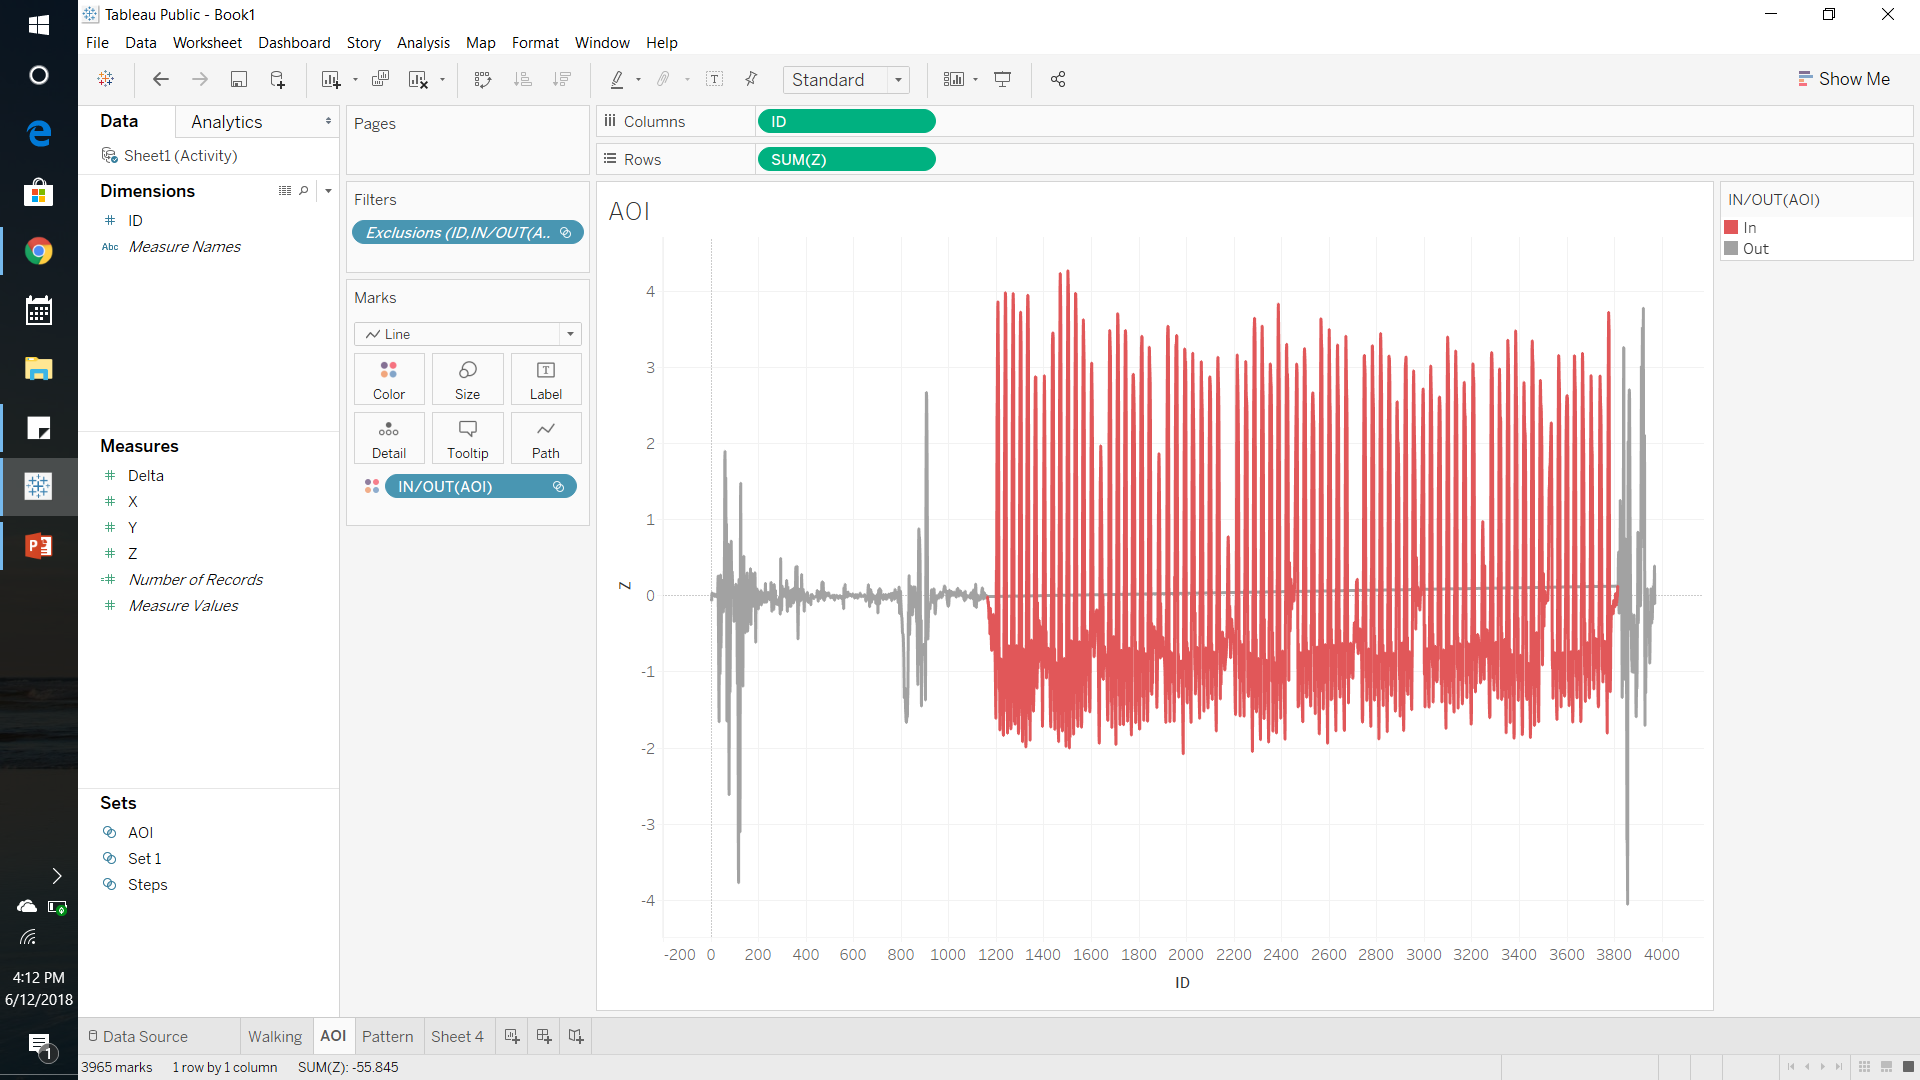 Tableau Public - Book1
File Data Worksheet Dashboard Story Analysis Map Format Window Help
Standard
Show Me
Data Analytics
Sheet1 (Activity)
Dimensions
# ID
Abc Measure Names
Measures
# Delta
# X
# Y
# Z
=# Number of Records
# Measure Values
Sets
AOI
Set 1
Steps
Pages
Filters
Exclusions (ID,IN/OUT(A..
Marks
Line
Color Size Label
Detail Tooltip Path
IN/OUT(AOI)
Columns ID
Rows SUM(Z)
AOI
4
3
2
1
0
-1
-2
-3
-4
Z
-200 0 200 400 600 800 1000 1200 1400 1600 1800 2000 2200 2400 2600 2800 3000 3200 3400 3600 3800 4000
ID
IN/OUT(AOI)
In
Out
Data Source Walking AOI Pattern Sheet 4
3965 marks 1 row by 1 column SUM(Z): -55.845
4:12 PM
6/12/2018
1